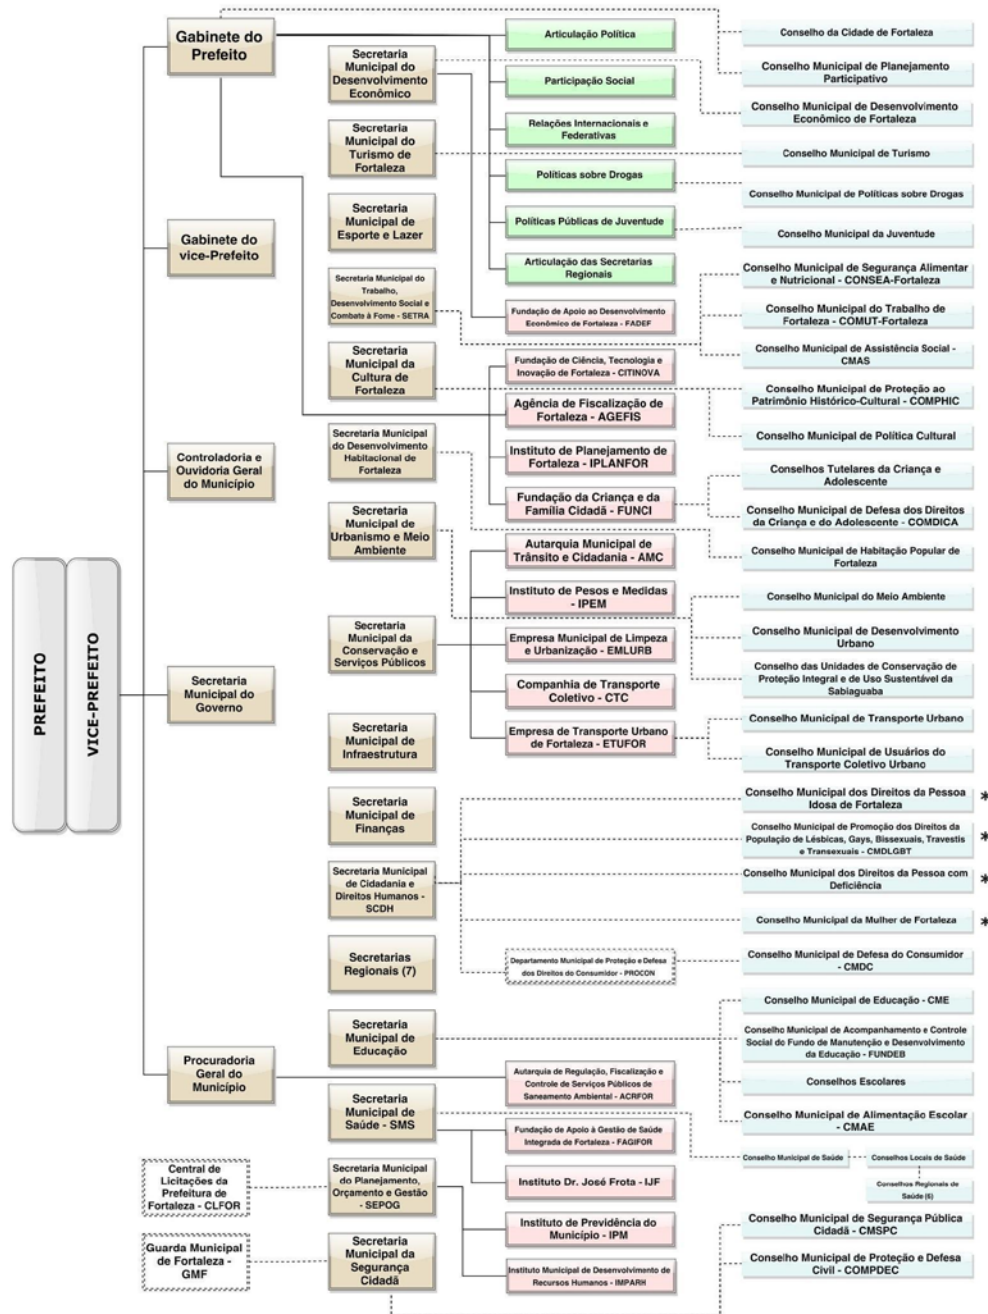 Gabinete do
Prefeito
Gabinete do
vice-Prefeito
Controladoria e
Ouvidoria Geral
do Município
PREFEITO
VICE-PREFEITO
Secretaria
Municipal do
Governo
Procuradoria
Geral do
Município
Central de
Licitações da
Prefeitura de
Fortaleza - CLFOR
Guarda Municipal
de Fortaleza -
GMF
Secretaria
Municipal do
Desenvolvimento
Econômico
Secretaria
Municipal do
Turismo de
Fortaleza
Secretaria
Municipal de
Esporte e Lazer
Secretaria Municipal do
Trabalho,
Desenvolvimento Social e
Combate à Fome - SETRA
Secretaria
Municipal da
Cultura de
Fortaleza
Secretaria Municipal
do Desenvolvimento
Habitacional de
Fortaleza
Secretaria
Municipal de
Urbanismo e Meio
Ambiente
Secretaria
Municipal da
Conservação e
Serviços Públicos
Secretaria
Municipal de
Infraestrutura
Secretaria
Municipal de
Finanças
Secretaria Municipal
de Cidadania e
Direitos Humanos -
SCDH
Secretarias
Regionais (7)
Secretaria
Municipal de
Educação
Secretaria
Municipal de
Saúde - SMS
Secretaria Municipal
do Planejamento,
Orçamento e Gestão
- SEPOG
Secretaria
Municipal da
Segurança
Cidadã
Articulação Política
Participação Social
Relações Internacionais e
Federativas
Políticas sobre Drogas
Políticas Públicas de Juventude
Articulação das Secretarias
Regionais
Fundação de Apoio ao Desenvolvimento
Econômico de Fortaleza - FADEF
Fundação de Ciência, Tecnologia e
Inovação de Fortaleza - CITINOVA
Agência de Fiscalização de
Fortaleza - AGEFIS
Instituto de Planejamento de
Fortaleza - IPLANFOR
Fundação da Criança e da
Família Cidadã - FUNCI
Autarquia Municipal de
Trânsito e Cidadania - AMC
Instituto de Pesos e Medidas
- IPEM
Empresa Municipal de Limpeza
e Urbanização - EMLURB
Companhia de Transporte
Coletivo - CTC
Empresa de Transporte Urbano
de Fortaleza - ETUFOR
Departamento Municipal de Proteção e Defesa
dos Direitos do Consumidor - PROCON
Autarquia de Regulação, Fiscalização e
Controle de Serviços Públicos de
Saneamento Ambiental - ACRFOR
Fundação de Apoio à Gestão de Saúde
Integrada de Fortaleza - FAGIFOR
Instituto Dr. José Frota - IJF
Instituto de Previdência do
Município - IPM
Instituto Municipal de Desenvolvimento de
Recursos Humanos - IMPARH
Conselho da Cidade de Fortaleza
Conselho Municipal de Planejamento
Participativo
Conselho Municipal de Desenvolvimento
Econômico de Fortaleza
Conselho Municipal de Turismo
Conselho Municipal de Políticas sobre Drogas
Conselho Municipal da Juventude
Conselho Municipal de Segurança Alimentar
e Nutricional - CONSEA-Fortaleza
Conselho Municipal do Trabalho de
Fortaleza - COMUT-Fortaleza
Conselho Municipal de Assistência Social -
CMAS
Conselho Municipal de Proteção ao
Patrimônio Histórico-Cultural - COMPHIC
Conselho Municipal de Política Cultural
Conselhos Tutelares da Criança e
Adolescente
Conselho Municipal de Defesa dos Direitos
da Criança e do Adolescente - COMDICA
Conselho Municipal de Habitação Popular de
Fortaleza
Conselho Municipal do Meio Ambiente
Conselho Municipal de Desenvolvimento
Urbano
Conselho das Unidades de Conservação de
Proteção Integral e de Uso Sustentável da
Sabiaguaba
Conselho Municipal de Transporte Urbano
Conselho Municipal de Usuários do
Transporte Coletivo Urbano
Conselho Municipal dos Direitos da Pessoa
Idosa de Fortaleza *
Conselho Municipal de Promoção dos Direitos da
População de Lésbicas, Gays, Bissexuais, Travestis *
e Transexuais - CMDLGBT
Conselho Municipal dos Direitos da Pessoa com
Deficiência *
Conselho Municipal da Mulher de Fortaleza *
Conselho Municipal de Defesa do Consumidor
- CMDC
Conselho Municipal de Educação - CME
Conselho Municipal de Acompanhamento e Controle
Social do Fundo de Manutenção e Desenvolvimento
da Educação - FUNDEB
Conselhos Escolares
Conselho Municipal de Alimentação Escolar -
CMAE
Conselho Municipal de Saúde
Conselhos Locais de Saúde
Conselhos Regionais de
Saúde (6)
Conselho Municipal de Segurança Pública
Cidadã - CMSPC
Conselho Municipal de Proteção e Defesa
Civil - COMPDEC